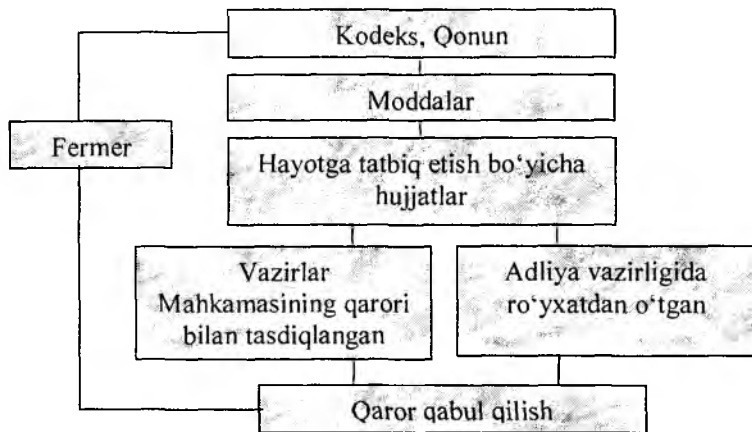 Kodeks, Qonun
Moddalar
Fermer
Hayotga tatbiq etish bo‘yicha
hujjatlar
Vazirlar
Mahkamasining qarori
bilan tasdiqlangan
Adliya vazirligida
ro‘yxatdan o‘tgan
Qaror qabul qilish